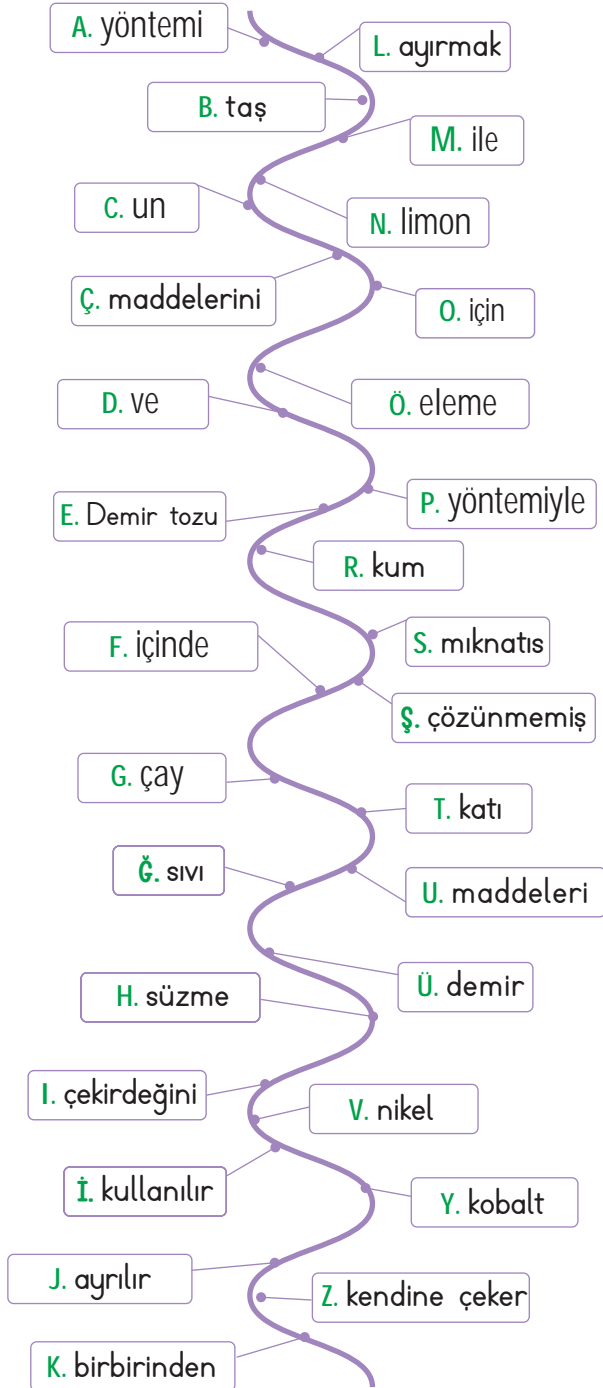 A. yöntemi
L. ayırmak
B. taş
M. ile
C. un
N. limon
Ç. maddelerini
O. için
D. ve
Ö. eleme
E. Demir tozu
P. yöntemiyle
R. kum
F. içinde
S. mıknatıs
Ş. çözünmemiş
G. çay
T. katı
Ğ. sıvı
U. maddeleri
Ü. demir
H. süzme
I. çekirdeğini
V. nikel
İ. kullanılır
Y. kobalt
J. ayrılır
Z. kendine çeker
K. birbirinden